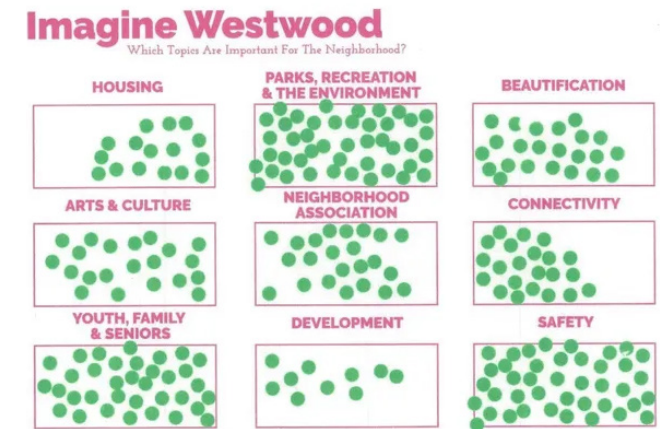 Imagine Westwood
Which Topics Are Important For The Neighborhood?
HOUSING
PARKS, RECREATION
& THE ENVIRONMENT
BEAUTIFICATION
ARTS & CULTURE
NEIGHBORHOOD
ASSOCIATION
CONNECTIVITY
YOUTH, FAMILY
& SENIORS
DEVELOPMENT
SAFETY